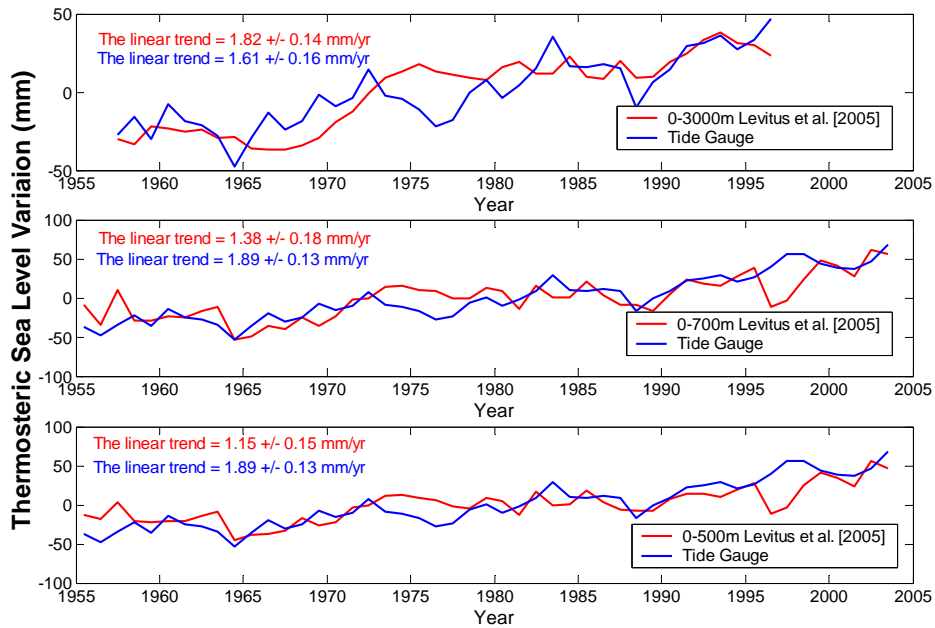 Thermosteric Sea Level Variaion (mm)
50
0
-50
The linear trend = 1.82 +/- 0.14 mm/yr
The linear trend = 1.61 +/- 0.16 mm/yr
0-3000m Levitus et al. [2005]
Tide Gauge
1955 1960 1965 1970 1975 1980 1985 1990 1995 2000 2005
Year
100
50
0
-50
-100
The linear trend = 1.38 +/- 0.18 mm/yr
The linear trend = 1.89 +/- 0.13 mm/yr
0-700m Levitus et al. [2005]
Tide Gauge
1955 1960 1965 1970 1975 1980 1985 1990 1995 2000 2005
Year
100
50
0
-50
-100
The linear trend = 1.15 +/- 0.15 mm/yr
The linear trend = 1.89 +/- 0.13 mm/yr
0-500m Levitus et al. [2005]
Tide Gauge
1955 1960 1965 1970 1975 1980 1985 1990 1995 2000 2005
Year